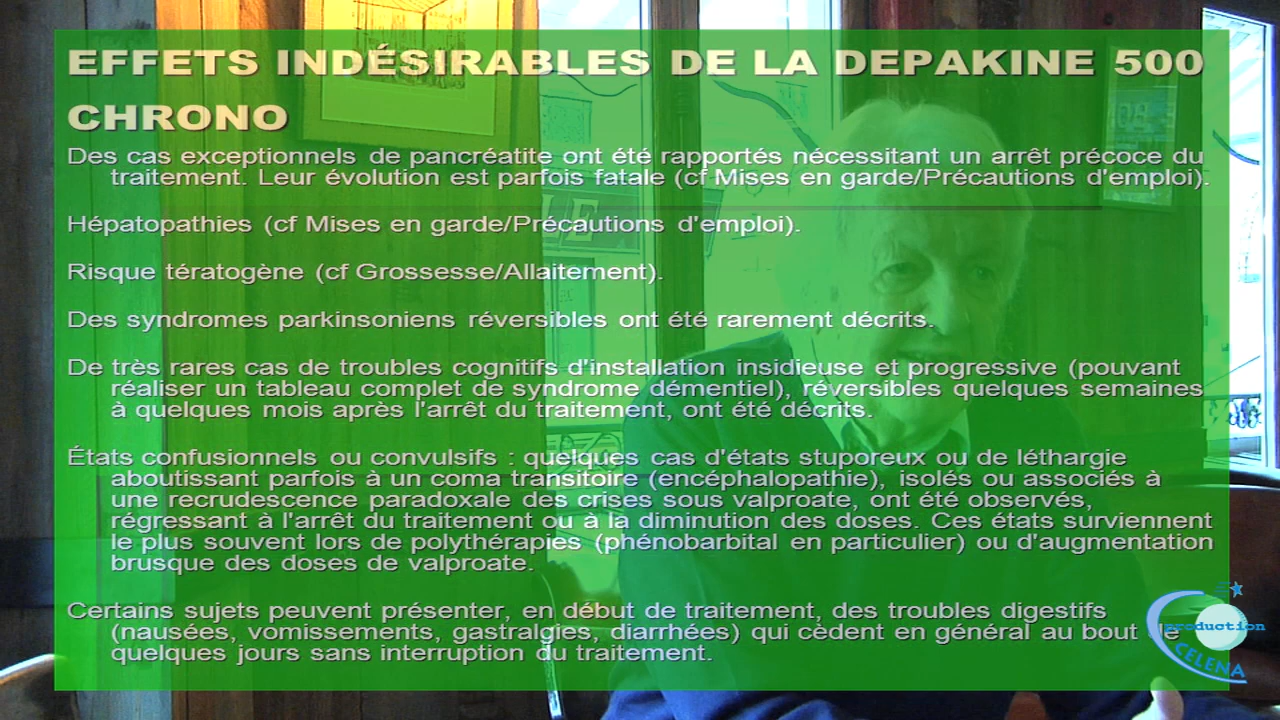 EFFETS INDÉSIRABLES DE LA DEPAKINE 500
CHRONO
Des cas exceptionnels de pancréatite ont été rapportés nécessitant un arrêt précoce du
traitement. Leur évolution est parfois fatale (cf Mises en garde/Précautions d'emploi).
Hépatopathies (cf Mises en garde/Précautions d'emploi).
Risque tératogène (cf Grossesse/Allaitement).
Des syndromes parkinsoniens réversibles ont été rarement décrits.
De très rares cas de troubles cognitifs d'installation insidieuse et progressive (pouvant
réaliser un tableau complet de syndrome démentiel), réversibles quelques semaines
à quelques mois après l'arrêt du traitement, ont été décrits.
États confusionnels ou convulsifs : quelques cas d'états stuporeux ou de léthargie
aboutissant parfois à un coma transitoire (encéphalopathie), isolés ou associés à
une recrudescence paradoxale des crises sous valproate, ont été observés,
régressant à l'arrêt du traitement ou à la diminution des doses. Ces états surviennent
le plus souvent lors de polythérapies (phénobarbital en particulier) ou d'augmentation
brusque des doses de valproate.
Certains sujets peuvent présenter, en début de traitement, des troubles digestifs
(nausées, vomissements, gastralgies, diarrhées) qui cèdent en général au bout de
quelques jours sans interruption du traitement.
production
CELENA